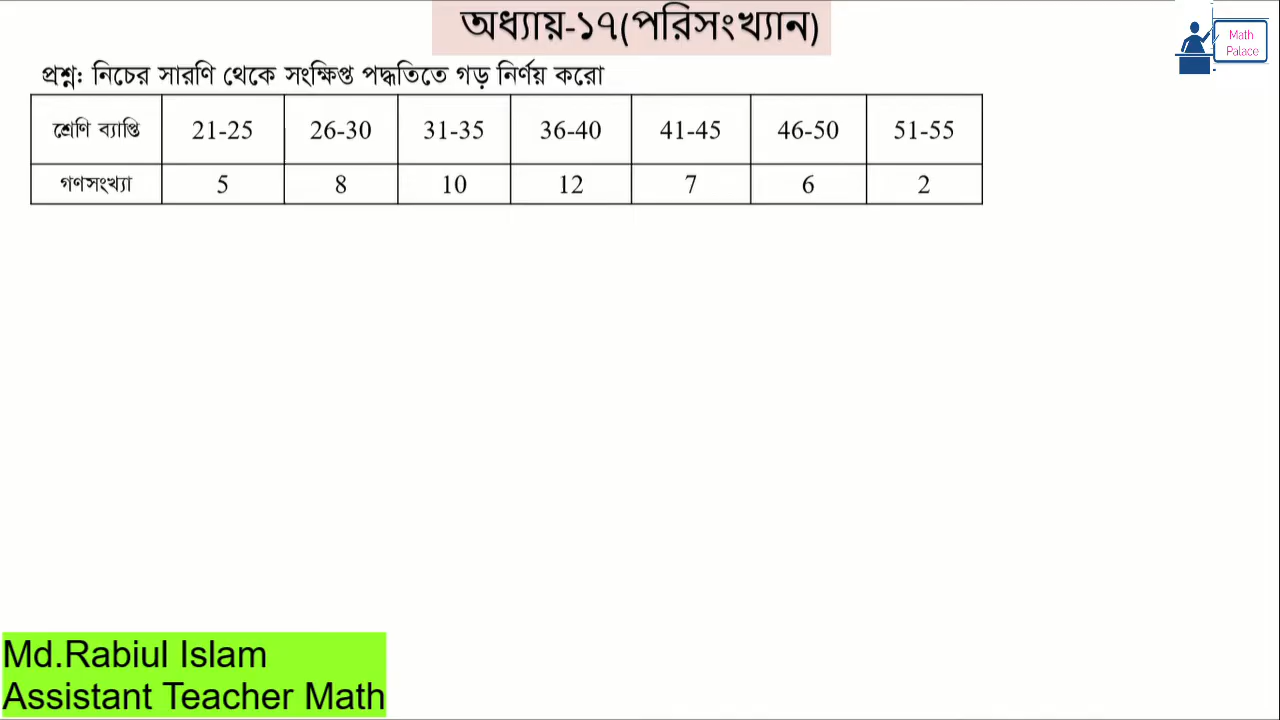 অধ্যায়-১৭(পরিসংখ্যান)
Math
Palace
প্রশ্ন: নিচের সারণি থেকে সংক্ষিপ্ত পদ্ধতিতে গড় নির্ণয় করো
শ্রেণি ব্যাপ্তি 21-25 26-30 31-35 36-40 41-45 46-50 51-55
গণসংখ্যা 5 8 10 12 7 6 2
Md.Rabiul Islam
Assistant Teacher Math